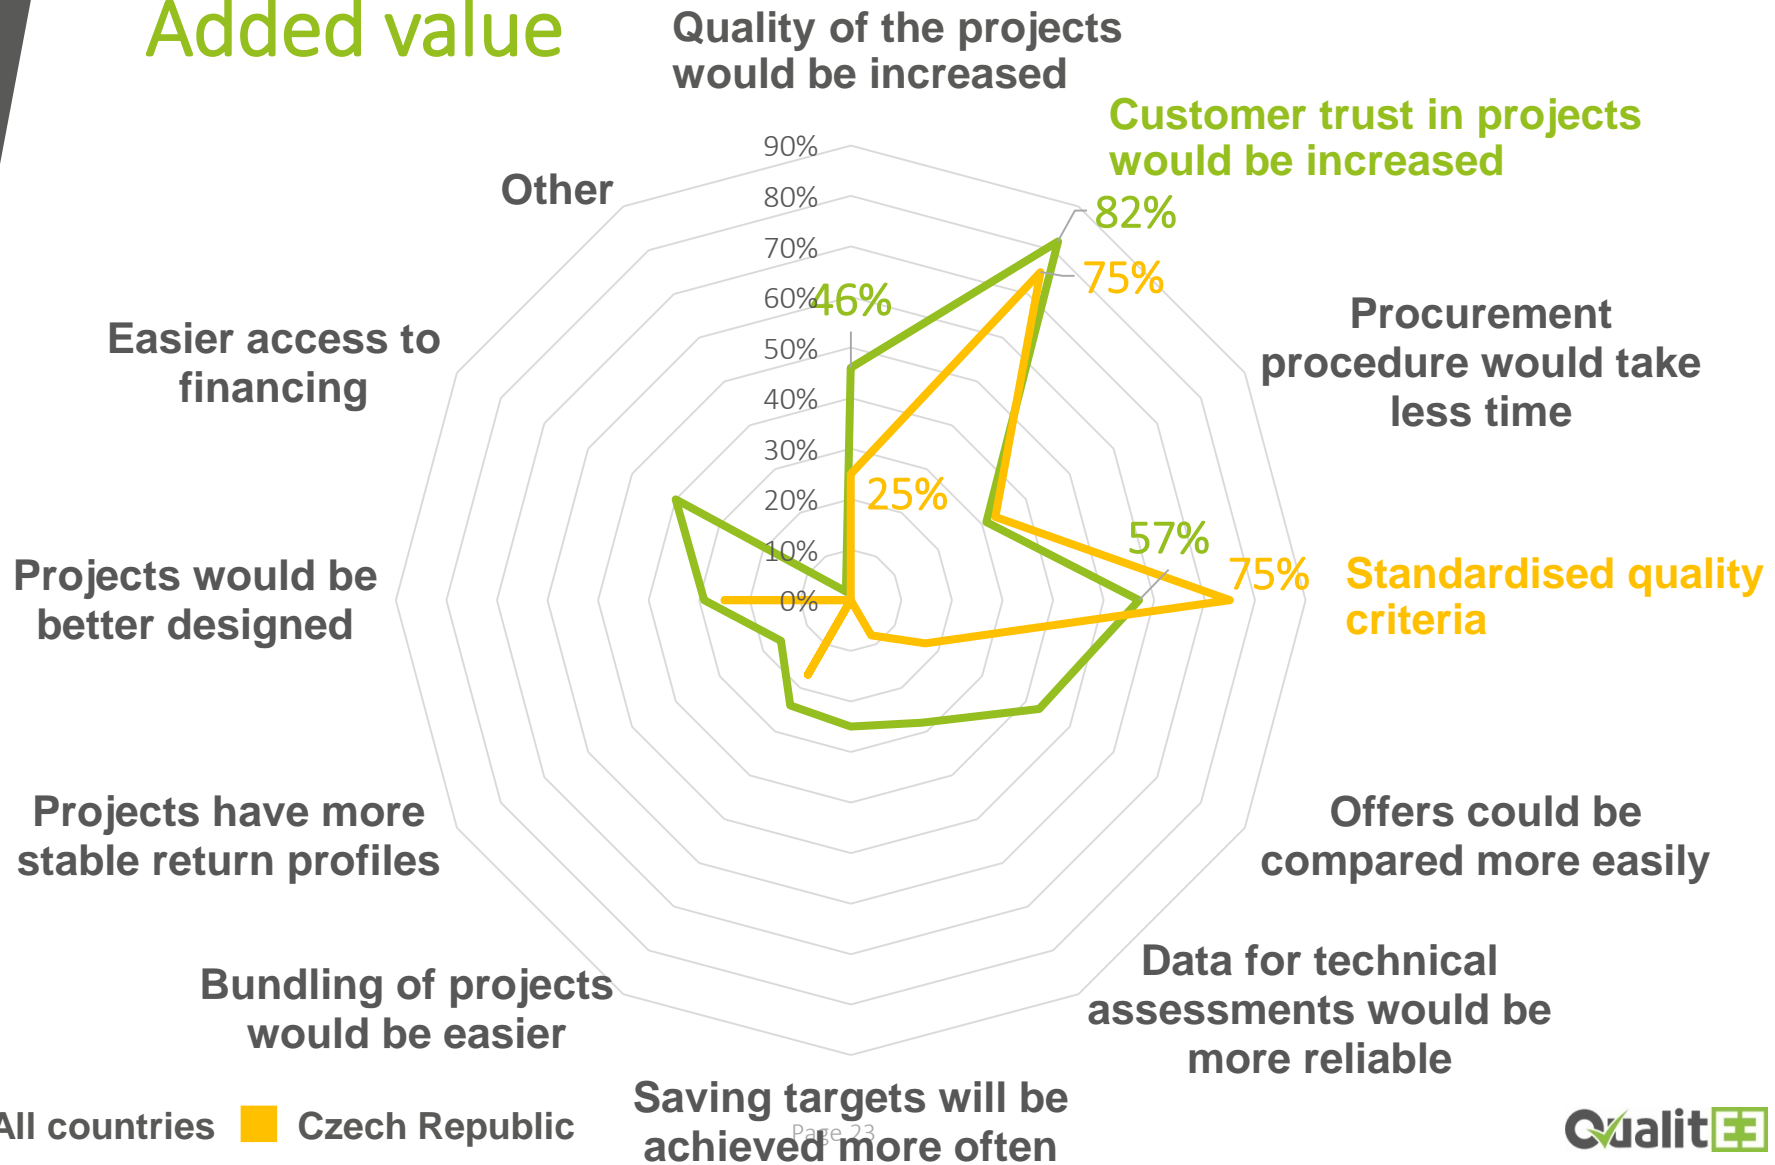 Added value
Quality of the projects
would be increased
Customer trust in projects
would be increased
Other
90%
80%
70%
60%
50%
40%
30%
20%
10%
0%
82%
75%
46%
25%
57%
75%
Procurement
procedure would take
less time
Easier access to
financing
Standardised quality
criteria
Projects would be
better designed
Projects have more
stable return profiles
Offers could be
compared more easily
Bundling of projects
would be easier
Data for technical
assessments would be
more reliable
Saving targets will be
achieved more often
All countries
Czech Republic
Page 23
QualitEE